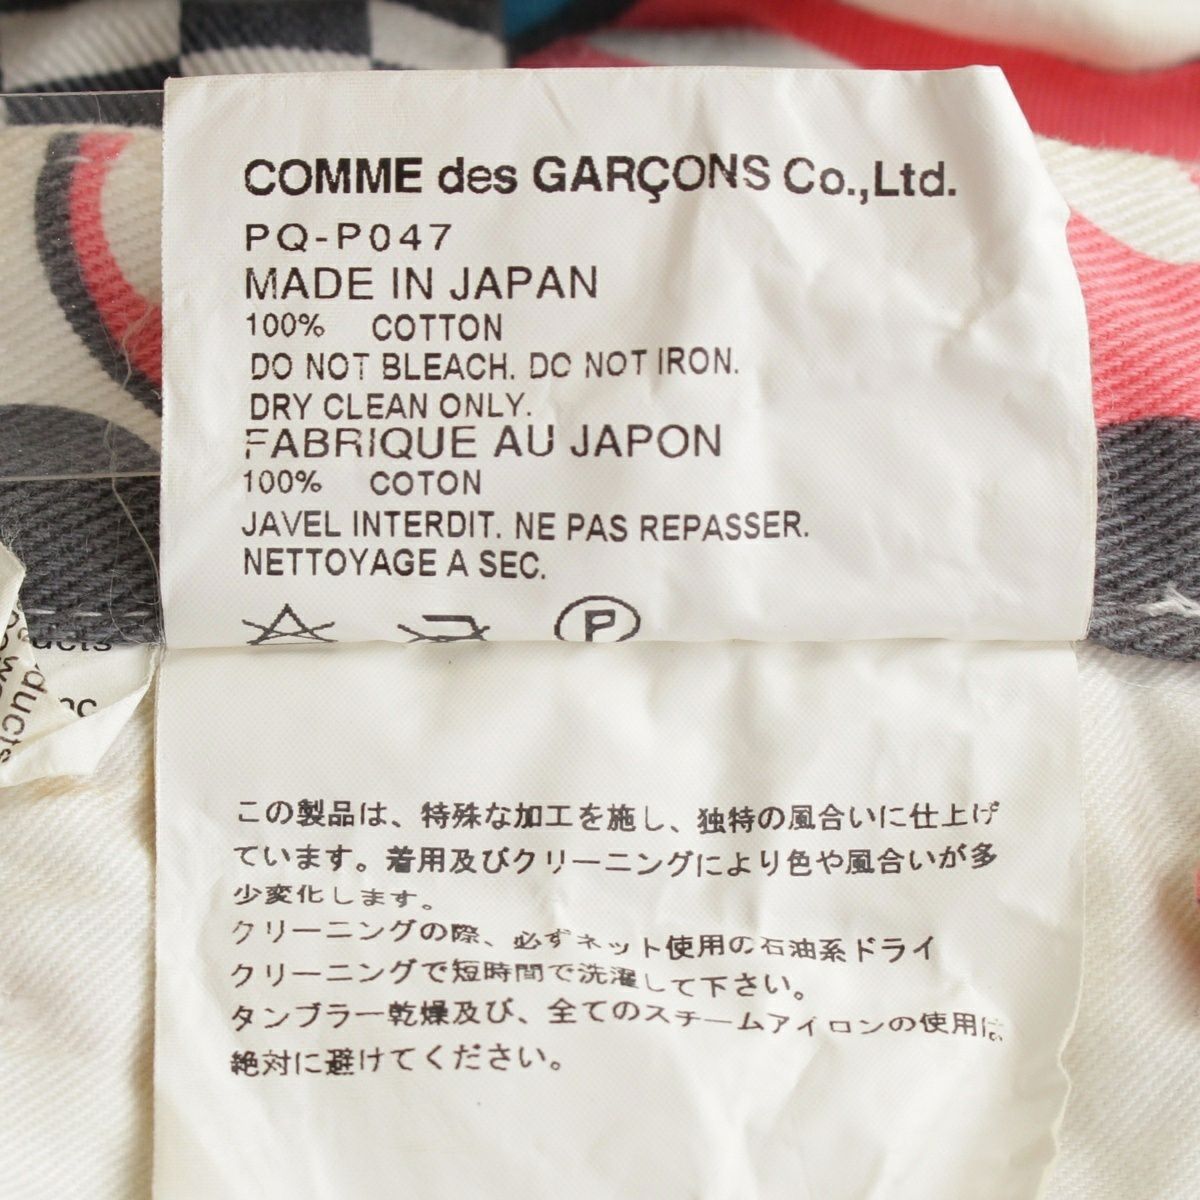 COMME des GARÇONS Co.,Ltd.
PQ-P047
MADE IN JAPAN
100% COTTON
DO NOT BLEACH. DO NOT IRON.
DRY CLEAN ONLY.
FABRIQUE AU JAPON
100% COTON
JAVEL INTERDIT. NE PAS REPASSER.
NETTOYAGE A SEC.
P
この製品は、特殊な加工を施し、独特の風合いに仕上げ
ています。着用及びクリーニングにより色や風合いが多
少変化します。
クリーニングの際、必ずネット使用の石油系ドライ
クリーニングで短時間で洗濯して下さい。
タンブラー乾燥及び、全てのスチームアイロンの使用は、
絶対に避けてください。